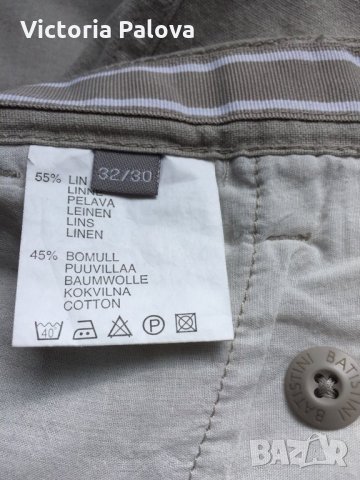 Victoria Palova
32/30
55% LIN
LINNE
PELAVA
LEINEN
LINS
LINEN
45% BOMULL
PUUVILLAA
BAUMWOLLE
KOKVILNA
COTTON
40 P
BATISTINI BATISTINI
BAZAR